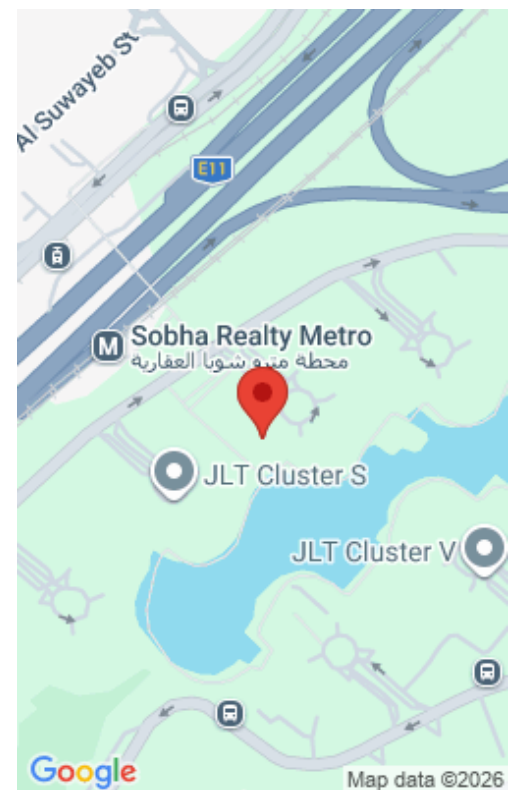 Al Suwayeb St
E11
M
Sobha Realty Metro
محطة مترو شوبا العقارية
JLT Cluster S
JLT Cluster V
Google
Map data ©2026